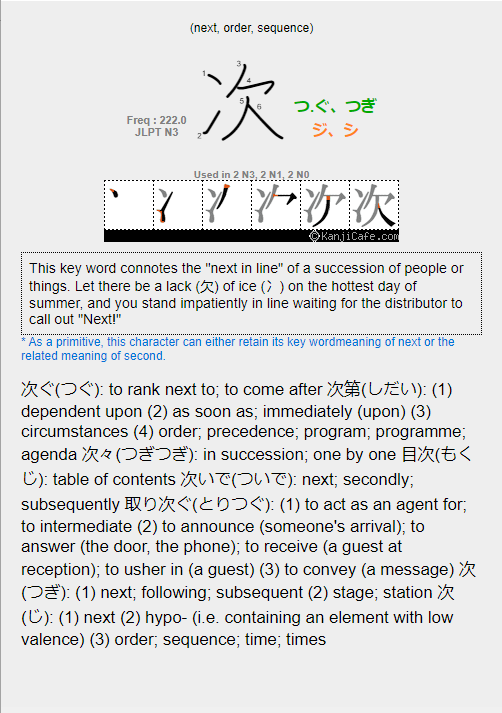 (next, order, sequence)
1
2
3
4
5
6
次
Freq : 222.0
JLPT N3
つ.ぐ、つぎ
ジ、シ
Used in 2 N3, 2 N1, 2 N0
©KanjiCafe.com
This key word connotes the "next in line" of a succession of people or
things. Let there be a lack (欠) of ice (冫) on the hottest day of
summer, and you stand impatiently in line waiting for the distributor to
call out "Next!"
* As a primitive, this character can either retain its key wordmeaning of next or the
related meaning of second.
次ぐ(つぐ): to rank next to; to come after 次第(しだい): (1)
dependent upon (2) as soon as; immediately (upon) (3)
circumstances (4) order; precedence; program; programme;
agenda 次々(つぎつぎ): in succession; one by one 目次(もく
じ): table of contents 次いで(ついで): next; secondly;
subsequently 取り次ぐ(とりつぐ): (1) to act as an agent for;
to intermediate (2) to announce (someone's arrival); to
answer (the door, the phone); to receive (a guest at
reception); to usher in (a guest) (3) to convey (a message) 次
(つぎ): (1) next; following; subsequent (2) stage; station 次
(じ): (1) next (2) hypo- (i.e. containing an element with low
valence) (3) order; sequence; time; times